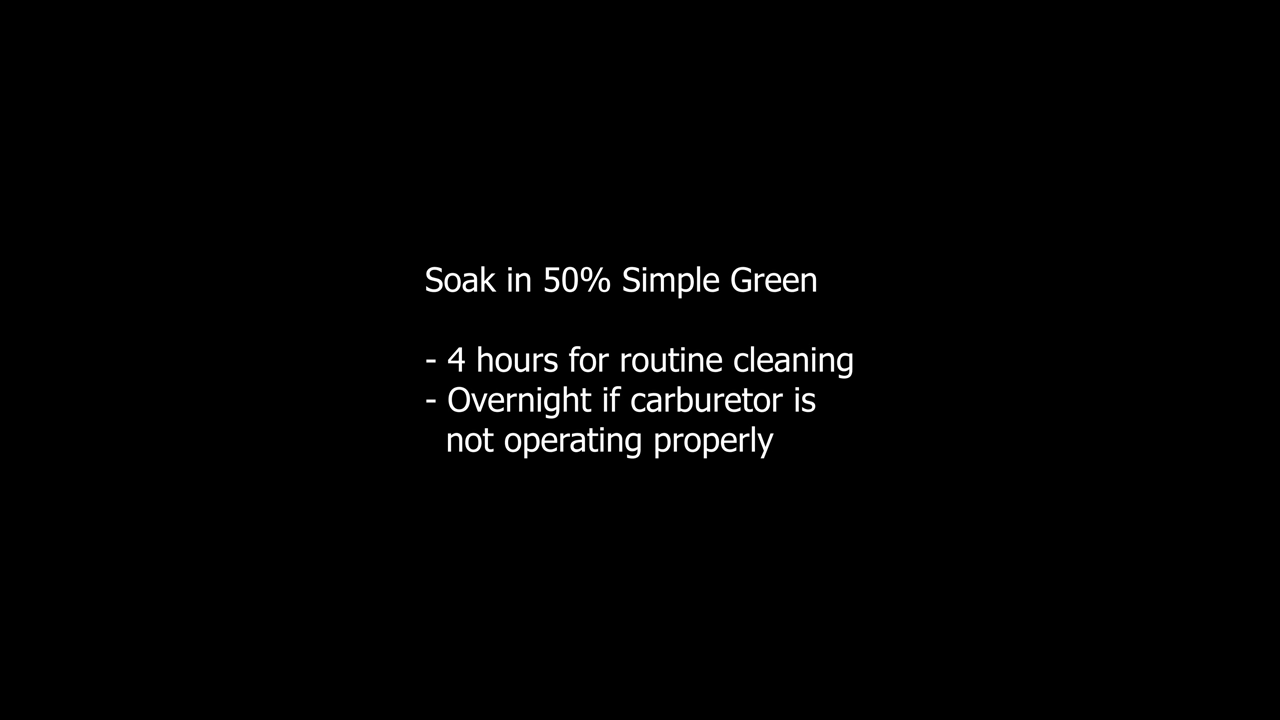 Soak in 50% Simple Green
- 4 hours for routine cleaning
- Overnight if carburetor is
not operating properly